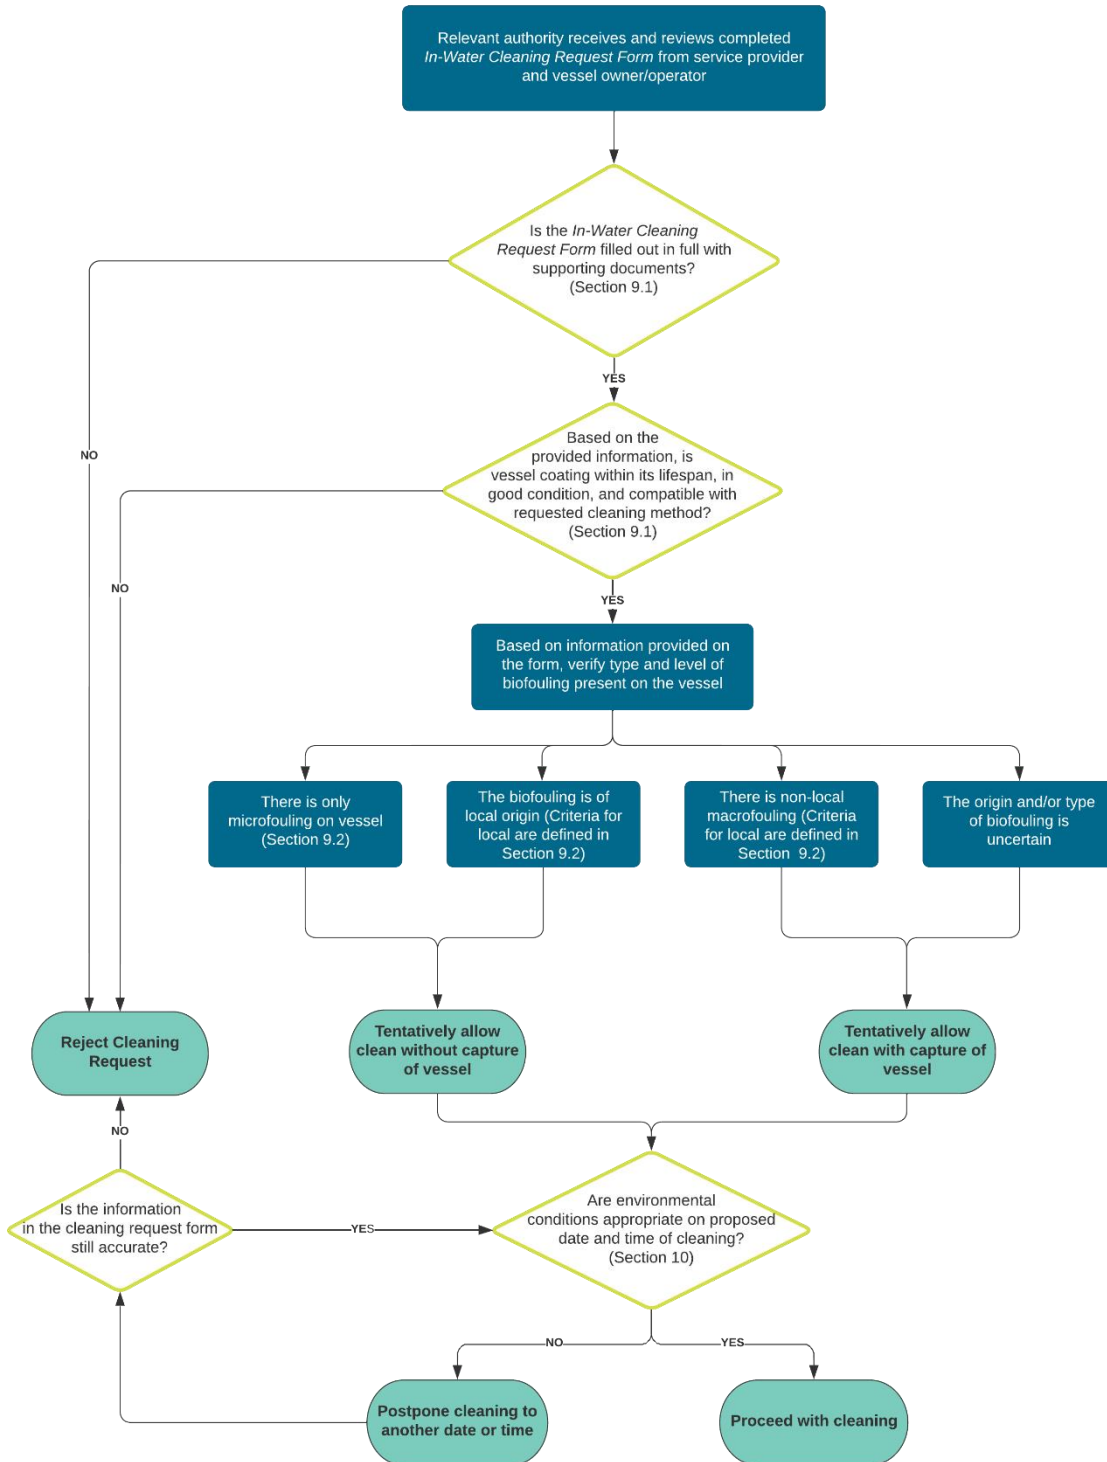 Relevant authority receives and reviews completed
In-Water Cleaning Request Form from service provider
and vessel owner/operator
Is the In-Water Cleaning
Request Form filled out in full with
supporting documents?
(Section 9.1)
NO
YES
Based on the
provided information, is
vessel coating within its lifespan, in
good condition, and compatible with
requested cleaning method?
(Section 9.1)
NO
YES
Based on information provided on
the form, verify type and level of
biofouling present on the vessel
There is only
microfouling on vessel
(Section 9.2)
The biofouling is of
local origin (Criteria for
local are defined in
Section 9.2)
There is non-local
macrofouling (Criteria
for local are defined in
Section 9.2)
The origin and/or type
of biofouling is
uncertain
Reject Cleaning
Request
Tentatively allow
clean without capture
of vessel
Tentatively allow
clean with capture of
vessel
NO
Is the information
in the cleaning request form
still accurate?
YES
Are environmental
conditions appropriate on proposed
date and time of cleaning?
(Section 10)
NO
YES
Postpone cleaning to
another date or time
Proceed with cleaning